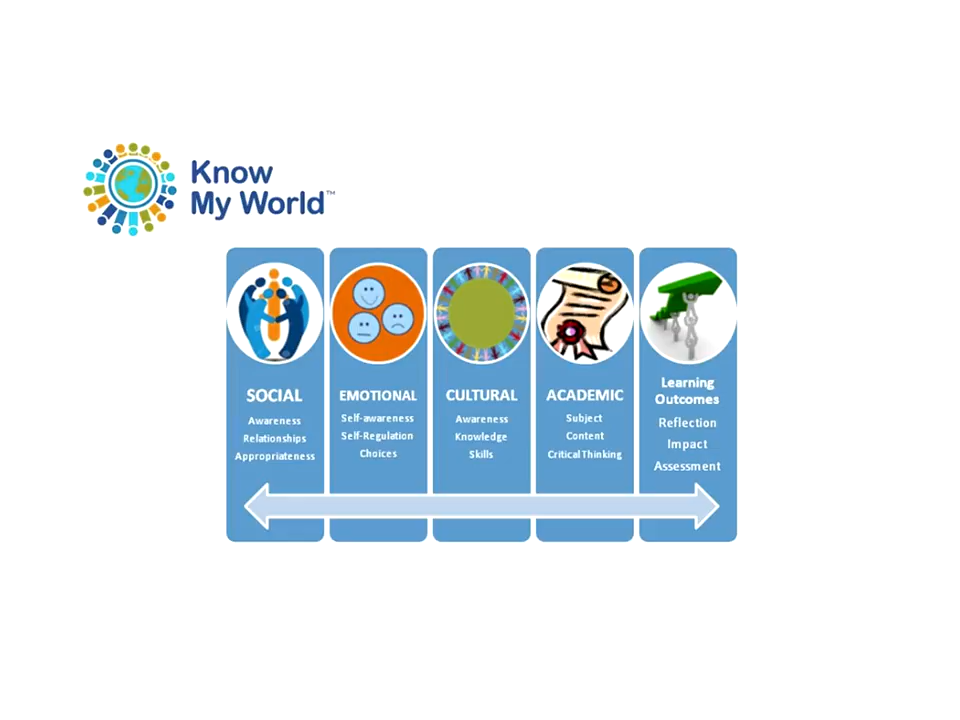 Know
My World™
SOCIAL
Awareness
Relationships
Appropriateness
EMOTIONAL
Self-awareness
Self-Regulation
Choices
CULTURAL
Awareness
Knowledge
Skills
ACADEMIC
Subject
Content
Critical Thinking
Learning
Outcomes
Reflection
Impact
Assessment